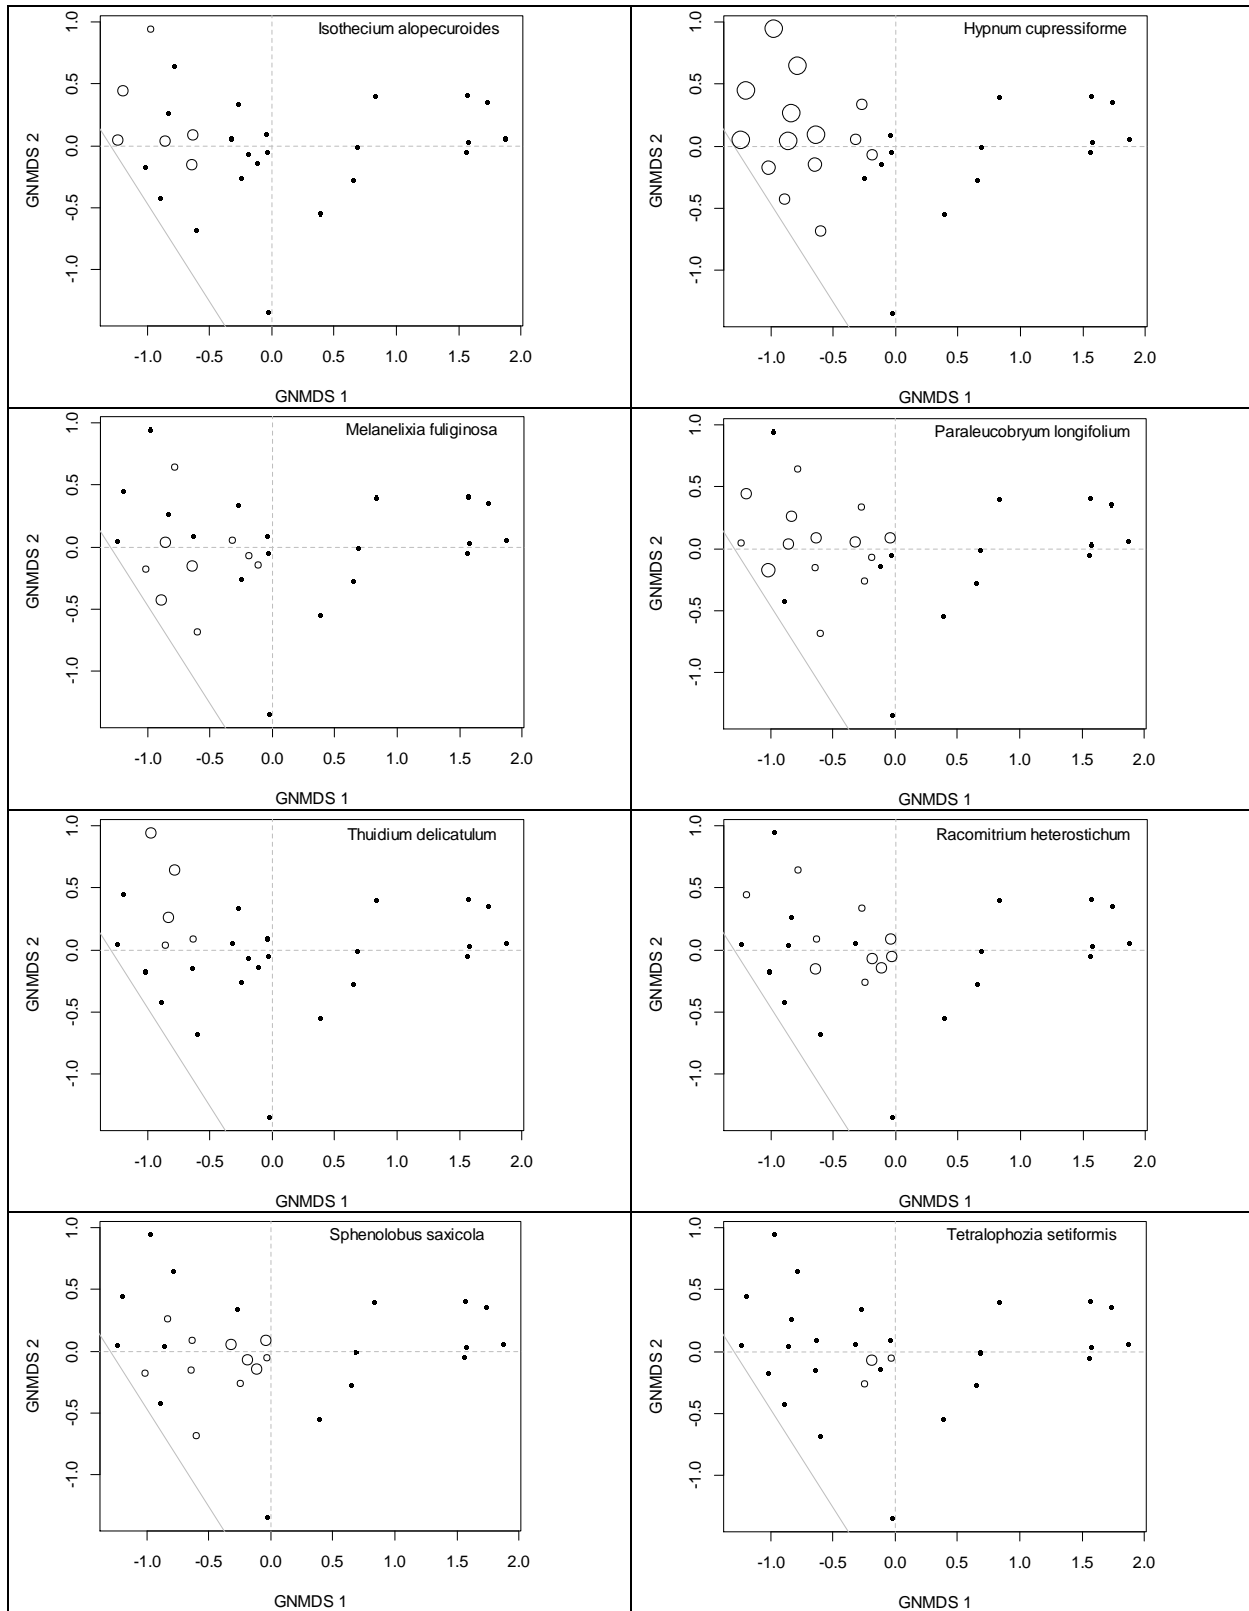 Isothecium alopecuroides
1.0
0.5
0.0
-0.5
-1.0
GNMDS 2
-1.0 -0.5 0.0 0.5 1.0 1.5 2.0
GNMDS 1
Hypnum cupressiforme
1.0
0.5
0.0
-0.5
-1.0
GNMDS 2
-1.0 -0.5 0.0 0.5 1.0 1.5 2.0
GNMDS 1
Melanelixia fuliginosa
1.0
0.5
0.0
-0.5
-1.0
GNMDS 2
-1.0 -0.5 0.0 0.5 1.0 1.5 2.0
GNMDS 1
Paraleucobryum longifolium
1.0
0.5
0.0
-0.5
-1.0
GNMDS 2
-1.0 -0.5 0.0 0.5 1.0 1.5 2.0
GNMDS 1
Thuidium delicatulum
1.0
0.5
0.0
-0.5
-1.0
GNMDS 2
-1.0 -0.5 0.0 0.5 1.0 1.5 2.0
GNMDS 1
Racomitrium heterostichum
1.0
0.5
0.0
-0.5
-1.0
GNMDS 2
-1.0 -0.5 0.0 0.5 1.0 1.5 2.0
GNMDS 1
Sphenolobus saxicola
1.0
0.5
0.0
-0.5
-1.0
GNMDS 2
-1.0 -0.5 0.0 0.5 1.0 1.5 2.0
GNMDS 1
Tetralophozia setiformis
1.0
0.5
0.0
-0.5
-1.0
GNMDS 2
-1.0 -0.5 0.0 0.5 1.0 1.5 2.0
GNMDS 1